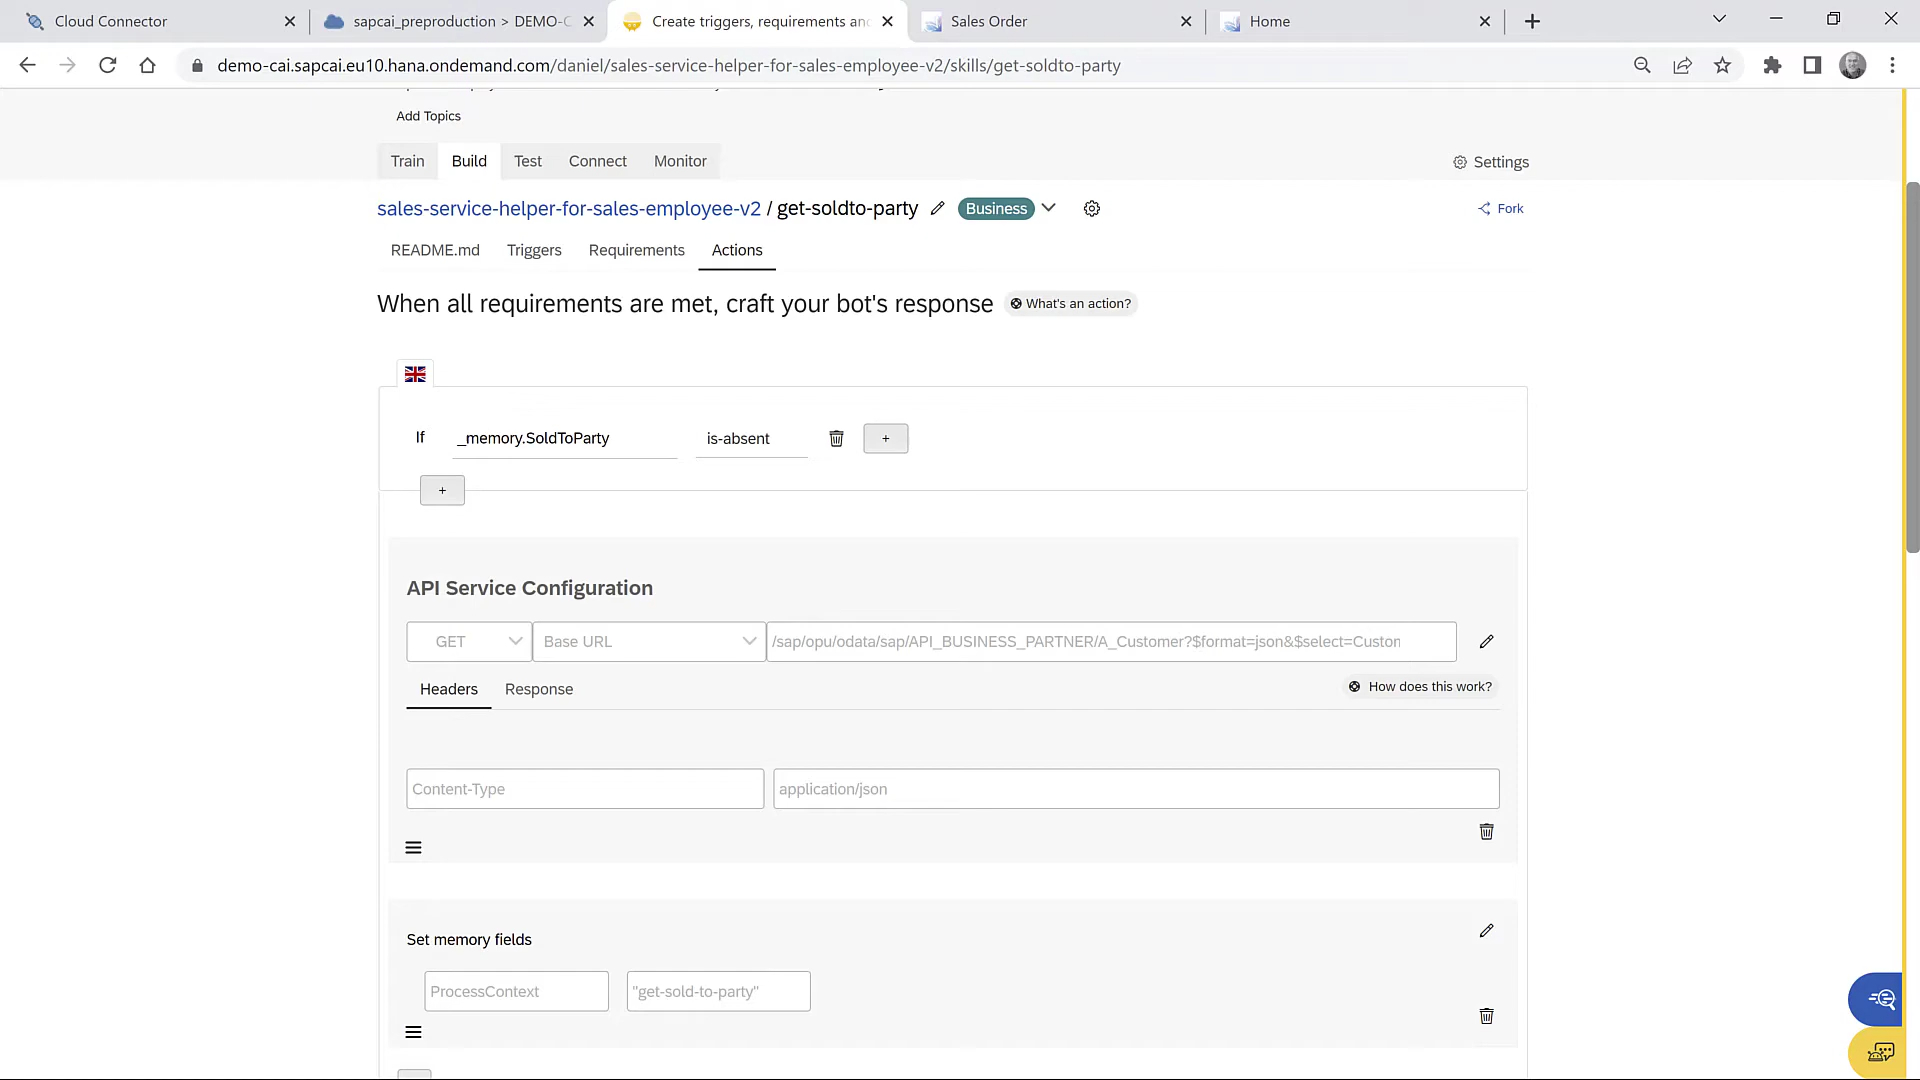 Cloud Connector
sapcai_preproduction > DEMO-C
Create triggers, requirements and
Sales Order
Home
demo-cai.sapcai.eu10.hana.ondemand.com/daniel/sales-service-helper-for-sales-employee-v2/skills/get-soldto-party
Add Topics
Train Build Test Connect Monitor
Settings
sales-service-helper-for-sales-employee-v2 / get-soldto-party Business
Fork
README.md Triggers Requirements Actions
When all requirements are met, craft your bot's response What's an action?
If _memory.SoldToParty is-absent +
+
API Service Configuration
GET Base URL /sap/opu/odata/sap/API_BUSINESS_PARTNER/A_Customer?$format=json&$select=Custon
Headers Response How does this work?
Content-Type application/json
Set memory fields
ProcessContext "get-sold-to-party"